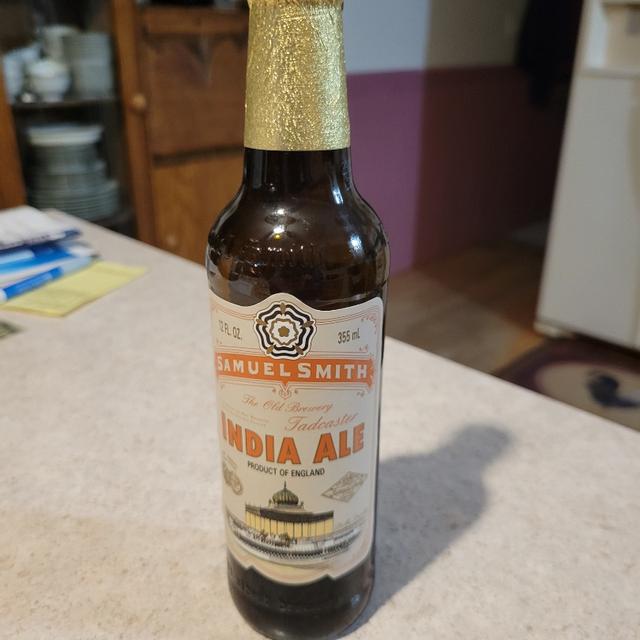 12 FL. OZ. 355 mL
SAMUEL SMITH
The Old Brewery
Tadcaster
INDIA ALE
PRODUCT OF ENGLAND